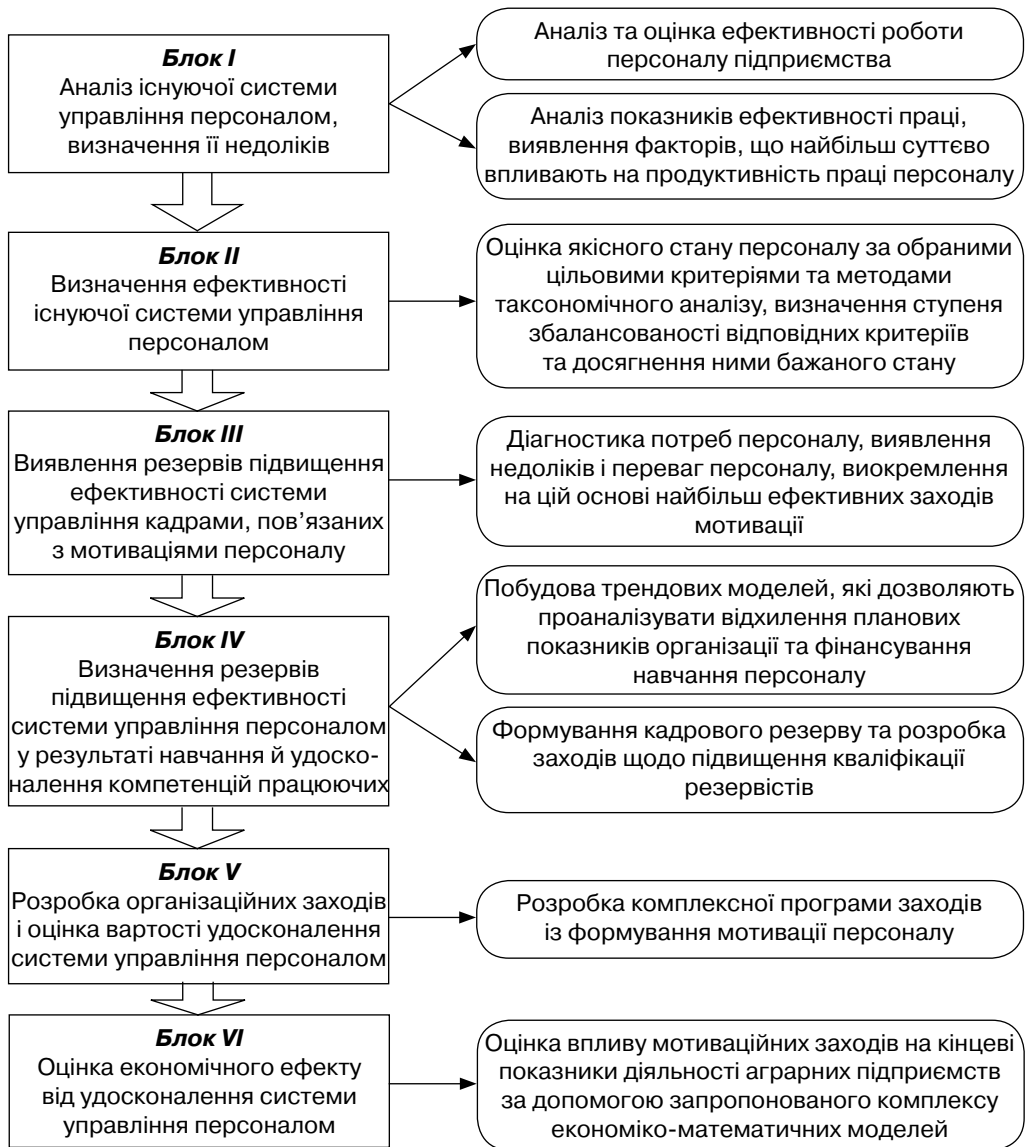 Блок I
Аналіз існуючої системи
управління персоналом,
визначення її недоліків
Аналіз та оцінка ефективності роботи
персоналу підприємства
Аналіз показників ефективності праці,
виявлення факторів, що найбільш суттєво
впливають на продуктивність праці персоналу
Блок II
Визначення ефективності
існуючої системи управління
персоналом
Оцінка якісного стану персоналу за обраними
цільовими критеріями та методами
таксономічного аналізу, визначення ступеня
збалансованості відповідних критеріїв
та досягнення ними бажаного стану
Блок III
Виявлення резервів підвищення
ефективності системи
управління кадрами, пов’язаних
з мотиваціями персоналу
Діагностика потреб персоналу, виявлення
недоліків і переваг персоналу, виокремлення
на цій основі найбільш ефективних заходів
мотивації
Блок IV
Визначення резервів
підвищення ефективності
системи управління персоналом
у результаті навчання й удоско-
налення компетенцій працюючих
Побудова трендових моделей, які дозволяють
проаналізувати відхилення планових
показників організації та фінансування
навчання персоналу
Формування кадрового резерву та розробка
заходів щодо підвищення кваліфікації
резервістів
Блок V
Розробка організаційних заходів
і оцінка вартості удосконалення
системи управління персоналом
Розробка комплексної програми заходів
із формування мотивації персоналу
Блок VI
Оцінка економічного ефекту
від удосконалення системи
управління персоналом
Оцінка впливу мотиваційних заходів на кінцеві
показники діяльності аграрних підприємств
за допомогою запропонованого комплексу
економіко-математичних моделей